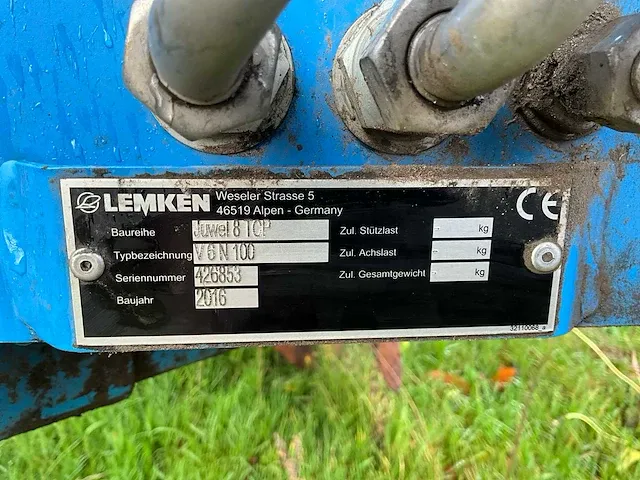 LEMKEN Weseler Strasse 5
46519 Alpen - Germany
CE
Baureihe Juwel 8 TCP Zul. Stützlast - kg
Typbezeichnung V 6 N 100 Zul. Achslast - kg
Seriennummer 426853 Zul. Gesamtgewicht - kg
Baujahr 2016
32110068_a